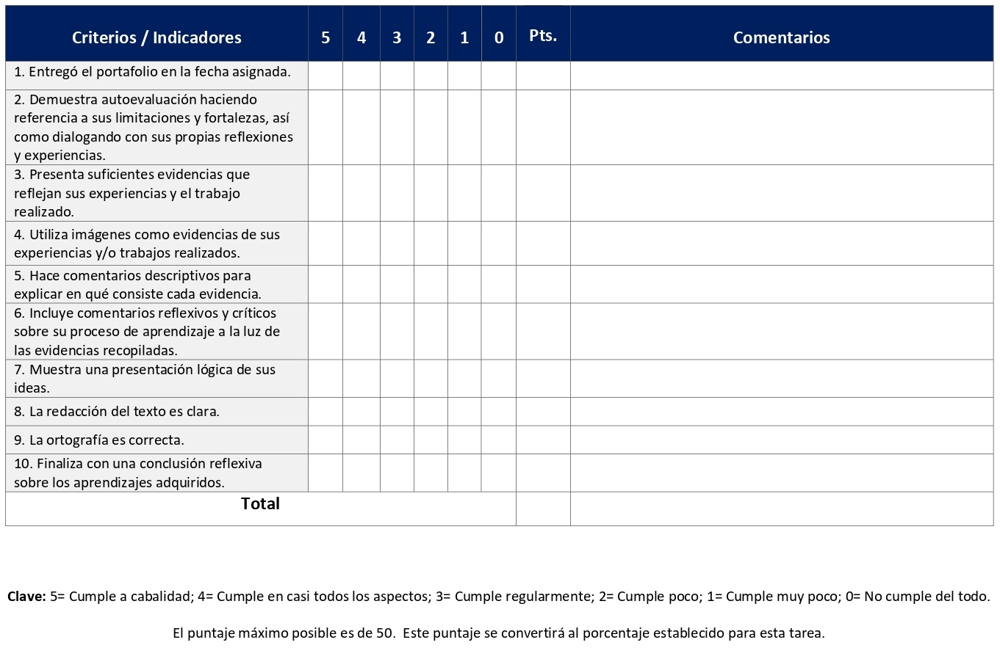 Criterios / Indicadores 5 4 3 2 1 0 Pts. Comentarios
1. Entregó el portafolio en la fecha asignada.
2. Demuestra autoevaluación haciendo
referencia a sus limitaciones y fortalezas, así
como dialogando con sus propias reflexiones
y experiencias.
3. Presenta suficientes evidencias que
reflejan sus experiencias y el trabajo
realizado.
4. Utiliza imágenes como evidencias de sus
experiencias y/o trabajos realizados.
5. Hace comentarios descriptivos para
explicar en qué consiste cada evidencia.
6. Incluye comentarios reflexivos y críticos
sobre su proceso de aprendizaje a la luz de
las evidencias recopiladas.
7. Muestra una presentación lógica de sus
ideas.
8. La redacción del texto es clara.
9. La ortografía es correcta.
10. Finaliza con una conclusión reflexiva
sobre los aprendizajes adquiridos.
Total
Clave: 5= Cumple a cabalidad; 4= Cumple en casi todos los aspectos; 3= Cumple regularmente; 2= Cumple poco; 1= Cumple muy poco; 0= No cumple del todo.
El puntaje máximo posible es de 50. Este puntaje se convertirá al porcentaje establecido para esta tarea.